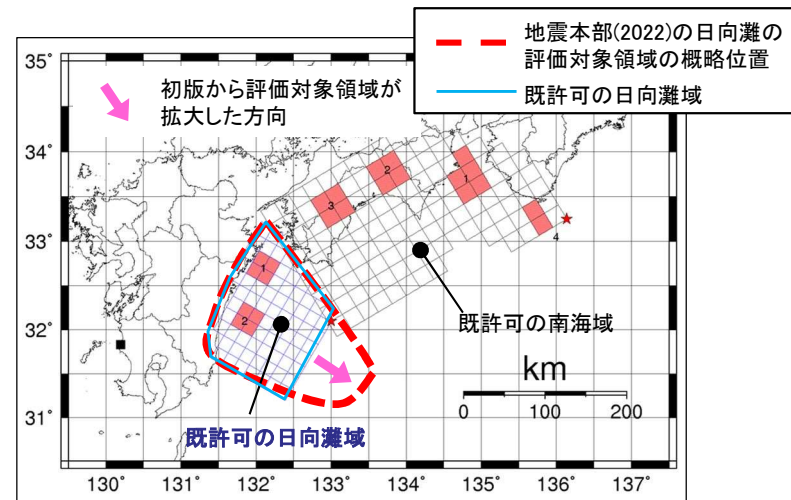 地震本部(2022)の日向灘の
評価対象領域の概略位置
既許可の日向灘域
初版から評価対象領域が
拡大した方向
35˚
34˚
33˚
32˚
31˚
1
2
3
4
1
2
既許可の南海域
km
0 100 200
既許可の日向灘域
130˚ 131˚ 132˚ 133˚ 134˚ 135˚ 136˚ 137˚